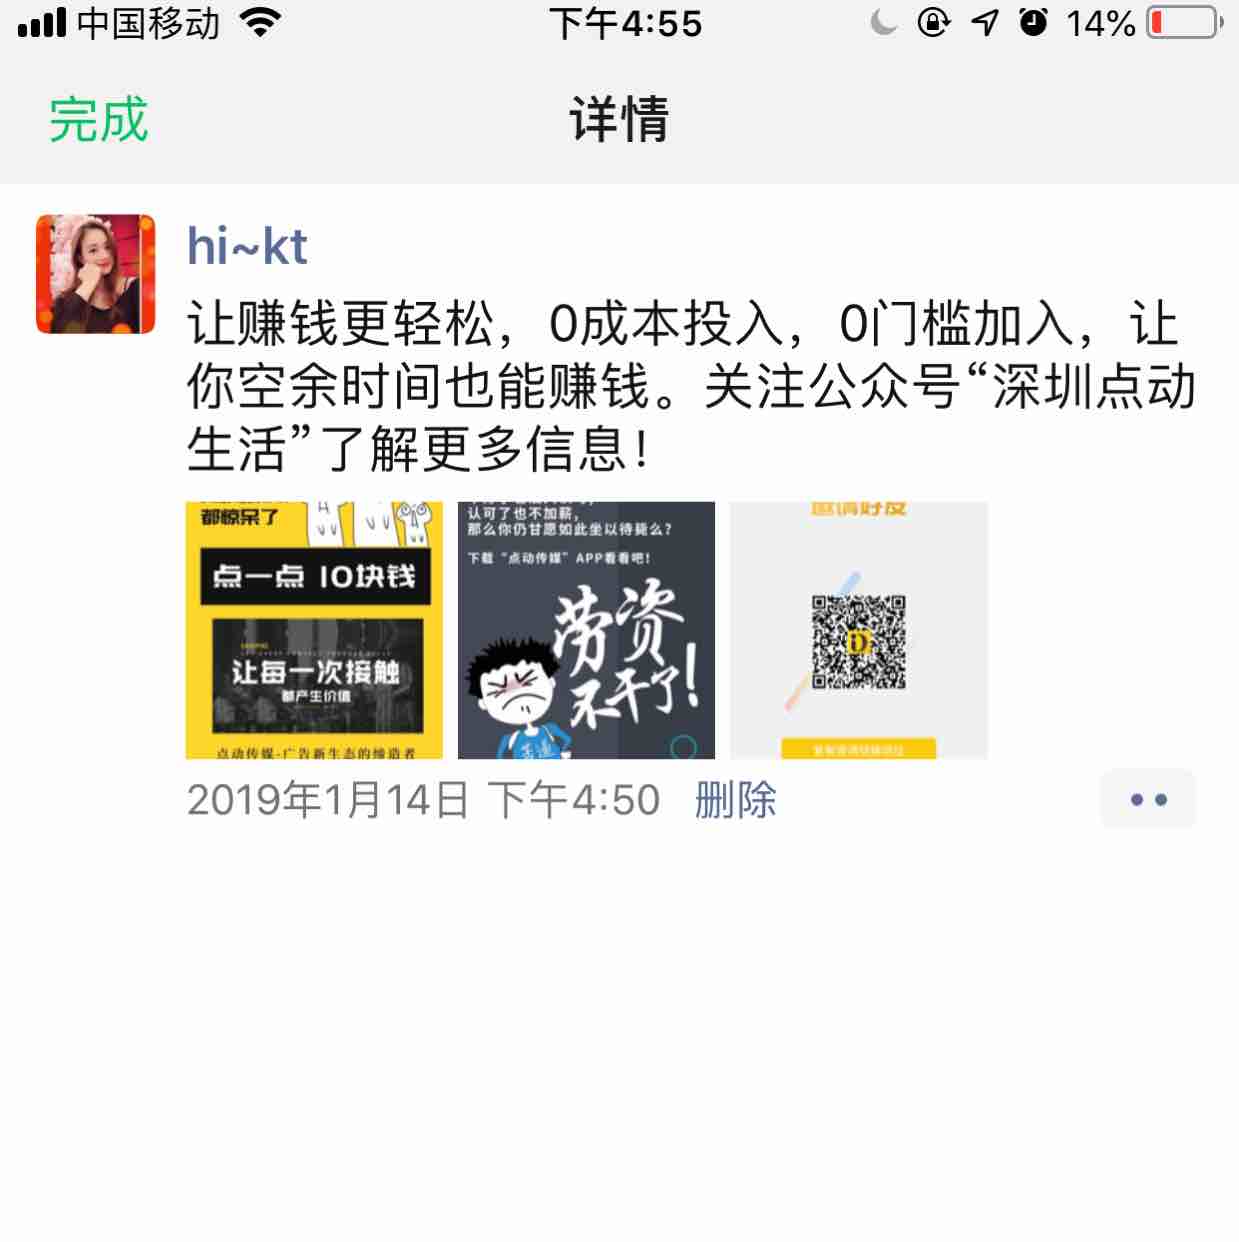 中国移动
下午4:55
14%
完成
详情
hi~kt
让赚钱更轻松，0成本投入，0门槛加入，让
你空余时间也能赚钱。关注公众号“深圳点动
生活”了解更多信息！
都惊呆了
点一点 10块钱
让每一次接触
都产生价值
点动传媒-广告新生态的缔造者
认可了也不加薪，
那么你仍甘愿如此坐以待毙么？
下载“点动传媒”APP看看吧！
劳资
不干了！
邀请好友
2019年1月14日 下午4:50
删除